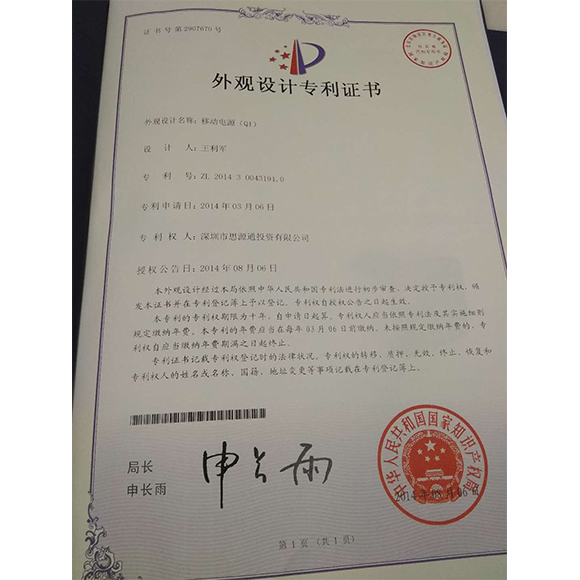 证书号第2907670号
外观设计专利证书
外观设计名称:移动电源(Q1)
设 计 人:王利军
专 利 号:ZL 2014 3 0043191.0
专利申请日:2014年03月06日
专 利 权 人:深圳市思源通投资有限公司
授权公告日:2014年08月06日
本外观设计经过本局依照中华人民共和国专利法进行初步审查,决定授予专利权,颁
发本证书并在专利登记簿上予以登记。专利权自授权公告之日起生效。
本专利的专利权期限为十年,自申请日起算。专利权人应当依照专利法及其实施细则
规定缴纳年费。本专利的年费应当在每年03月06日前缴纳。未按照规定缴纳年费的,专
利权自应当缴纳年费期满之日起终止。
专利证书记载专利权登记时的法律状况。专利权的转移、质押、无效、终止、恢复和
专利权人的姓名或名称、国籍、地址变更等事项记载在专利登记簿上。
局长
申长雨
申长雨
中华人民共和国国家知识产权局
2014年08月06日
第1页(共1页)